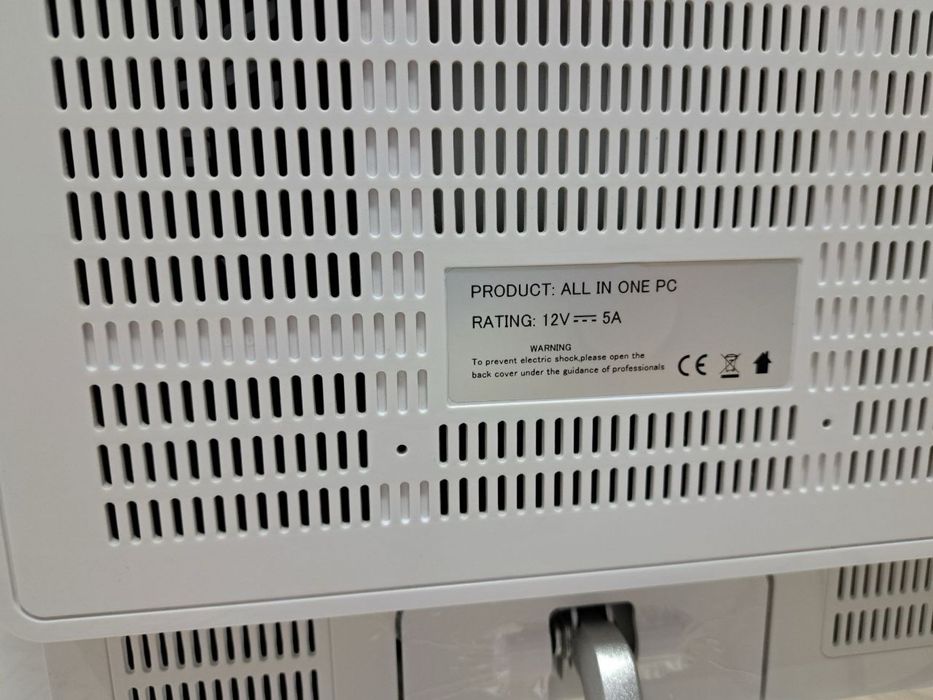 PRODUCT: ALL IN ONE PC
RATING: 12V⎓5A
WARNING
To prevent electric shock,please open the
back cover under the guidance of professionals
CE